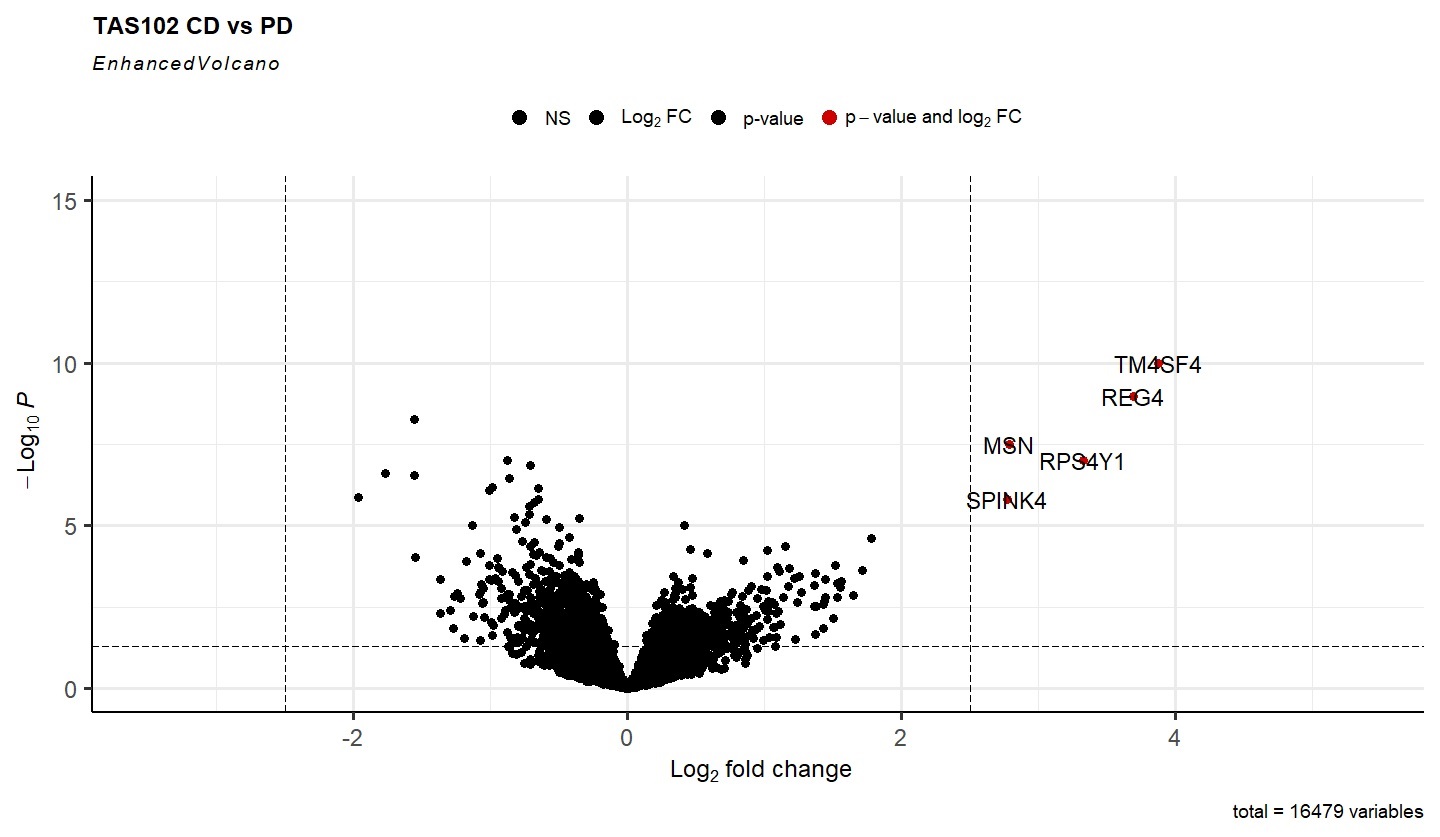 TAS102 CD vs PD
EnhancedVolcano
NS Log2 FC p-value p − value and log2 FC
15
10
5
0
−Log10 P
TM4SF4
REG4
MSN
RPS4Y1
SPINK4
-2 0 2 4
Log2 fold change
total = 16479 variables